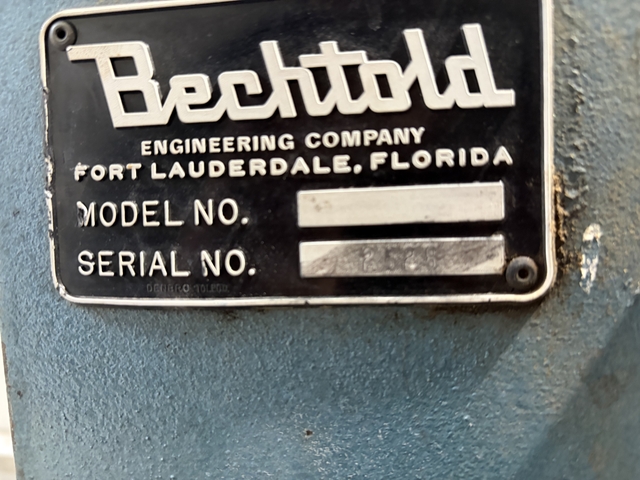 Bechtold
ENGINEERING COMPANY
FORT LAUDERDALE, FLORIDA
MODEL NO.
SERIAL NO.